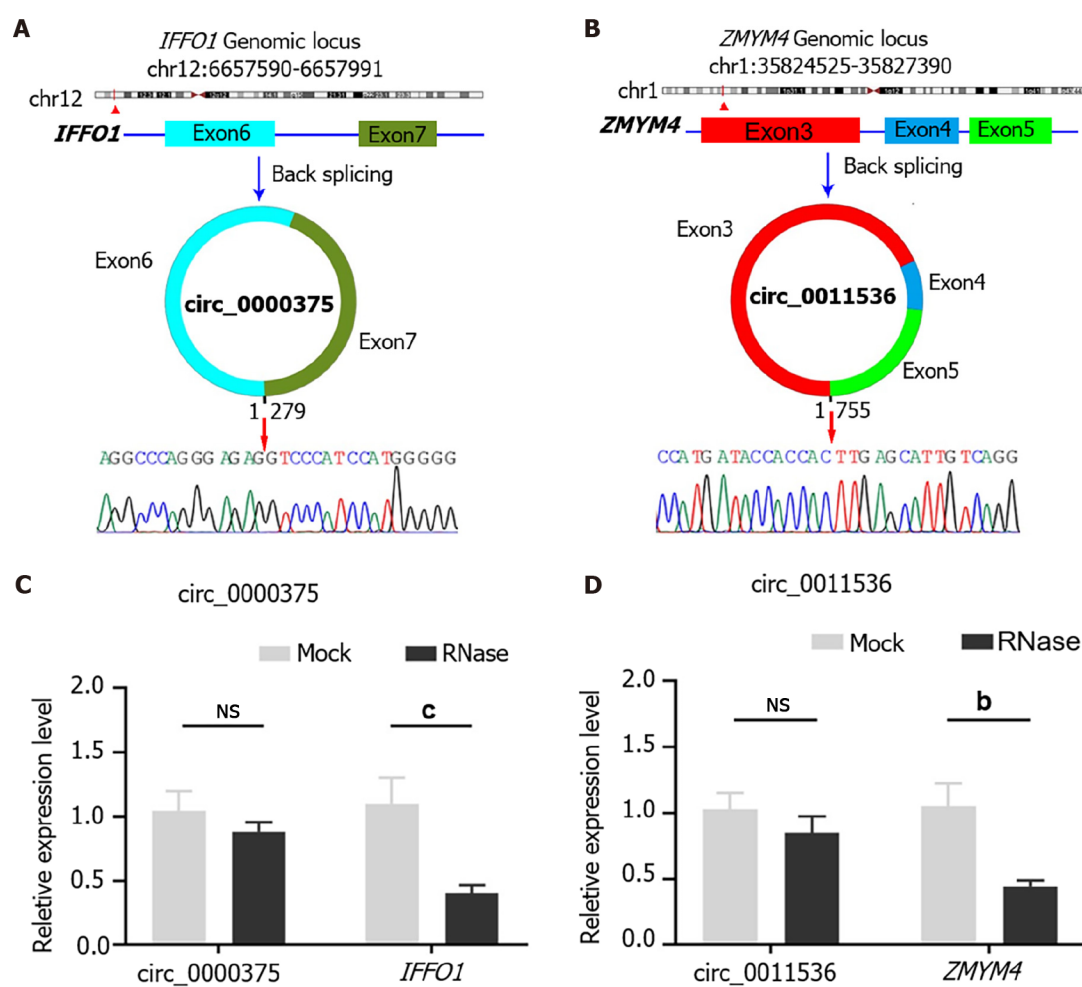 A
IFFO1 Genomic locus
chr12:6657590-6657991
chr12
IFFO1
Exon6
Exon7
Back splicing
Exon6
circ_0000375
Exon7
1 279
AGGCCCAGGG AGAGGTCCCATCCATGGGGG
B
ZMYM4 Genomic locus
chr1:35824525-35827390
chr1
ZMYM4
Exon3
Exon4
Exon5
Back splicing
Exon3
circ_0011536
Exon4
Exon5
1 755
CCATGATACCACCACTTGAGCATTGTCAGG
C
circ_0000375
Mock
RNase
Reletive expression level
2.0
1.5
1.0
0.5
0.0
NS
c
circ_0000375
IFFO1
D
circ_0011536
Mock
RNase
Reletive expression level
2.0
1.5
1.0
0.5
0.0
NS
b
circ_0011536
ZMYM4